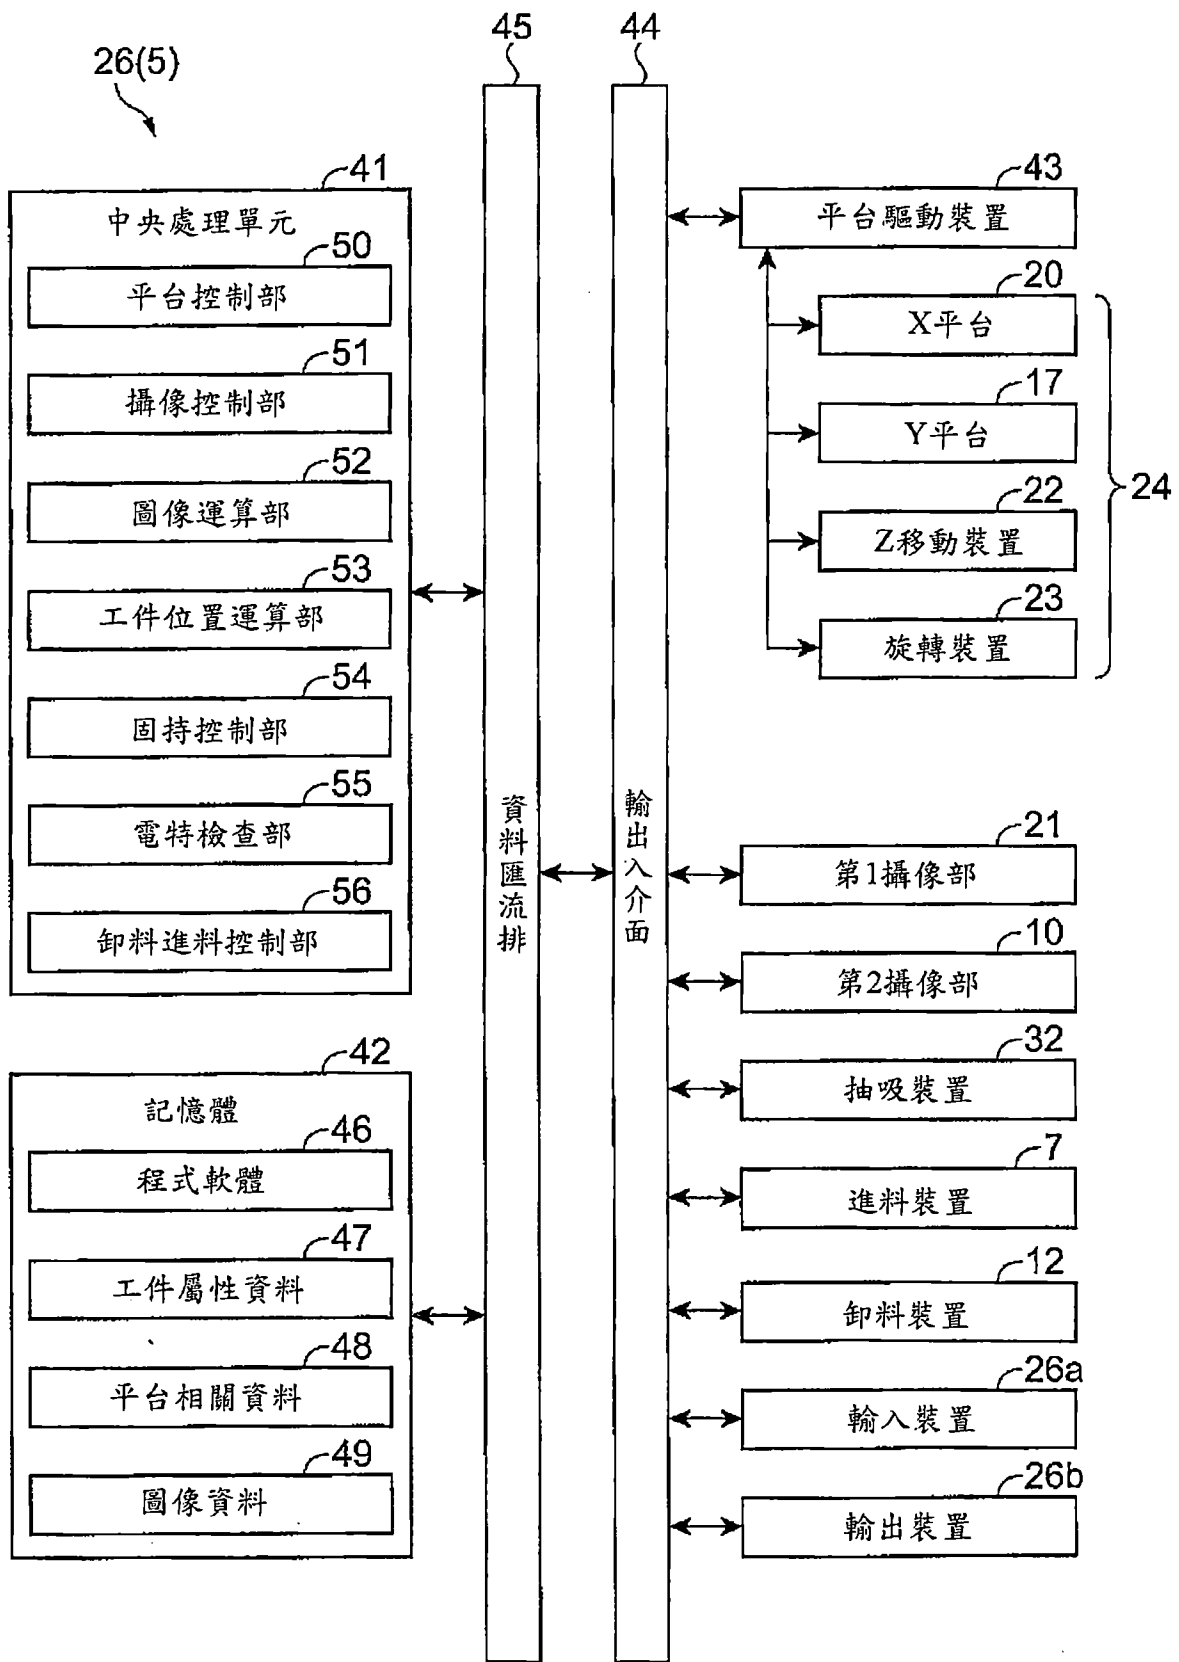 45
44
26(5)
41
中央處理單元
50
平台控制部
51
攝像控制部
52
圖像運算部
53
工件位置運算部
54
固持控制部
55
電特檢查部
56
卸料進料控制部
42
記憶體
46
程式軟體
47
工件屬性資料
48
平台相關資料
49
圖像資料
資料匯流排
輸出入介面
43
平台驅動裝置
20
X平台
17
Y平台
22
Z移動裝置
23
旋轉裝置
24
21
第1攝像部
10
第2攝像部
32
抽吸裝置
7
進料裝置
12
卸料裝置
26a
輸入裝置
26b
輸出裝置